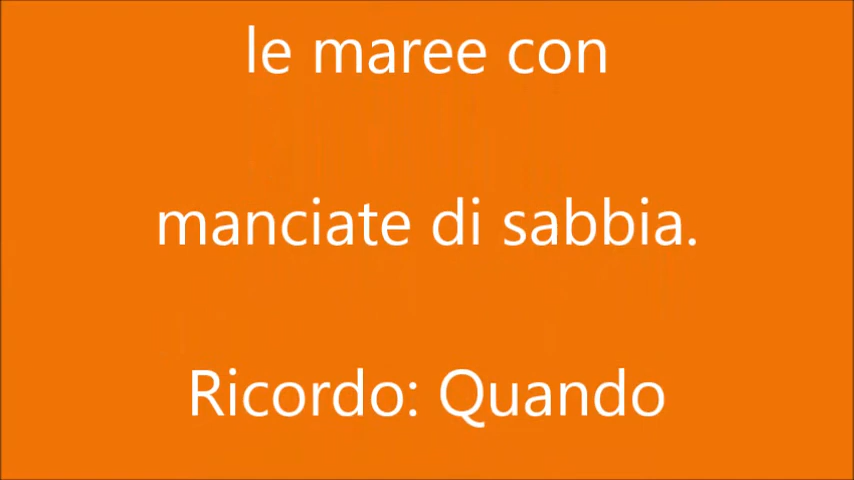 le maree con
manciate di sabbia.
Ricordo: Quando